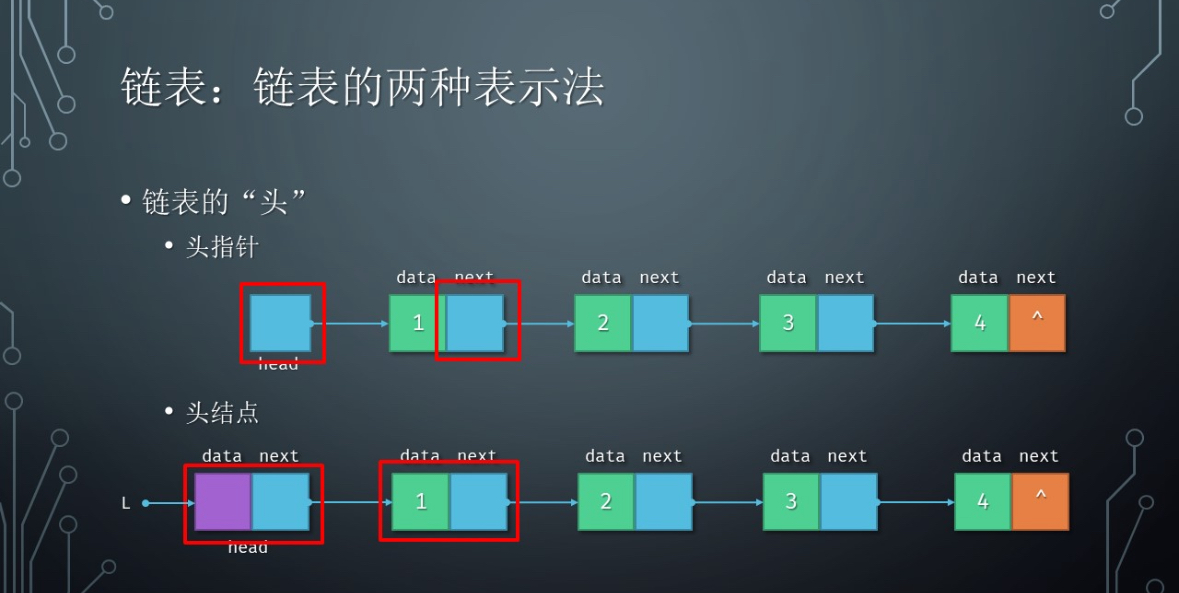 链表：链表的两种表示法
• 链表的“头”
• 头指针
data next data next data next data next
1 2 3 4 ^
head
• 头结点
data next data next data next data next data next
L 1 2 3 4 ^
head